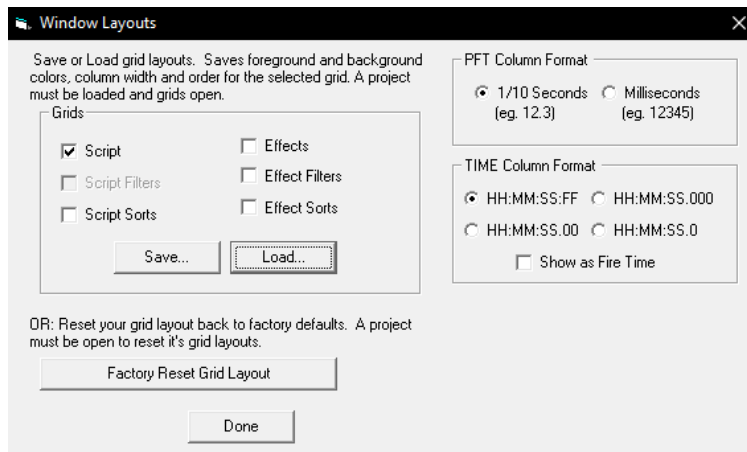 Window Layouts
Save or Load grid layouts. Saves foreground and background
colors, column width and order for the selected grid. A project
must be loaded and grids open.
Grids
Script
Effects
Script Filters
Effect Filters
Script Sorts
Effect Sorts
Save...
Load...
OR: Reset your grid layout back to factory defaults. A project
must be open to reset it's grid layouts.
Factory Reset Grid Layout
Done
PFT Column Format
1/10 Seconds
(eg. 12.3)
Milliseconds
(eg. 12345)
TIME Column Format
HH:MM:SS:FF
HH:MM:SS.000
HH:MM:SS.00
HH:MM:SS.0
Show as Fire Time